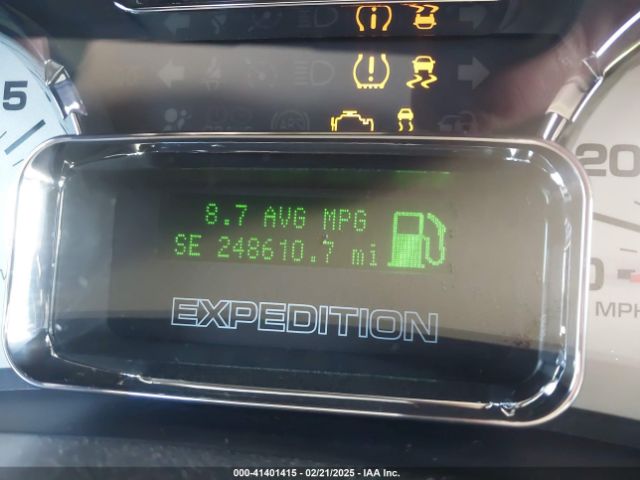 5
20
8.7 AVG MPG
SE 248610.7 mi
EXPEDITION
0
MPH
000-41401415 - 02/21/2025 - IAA Inc.